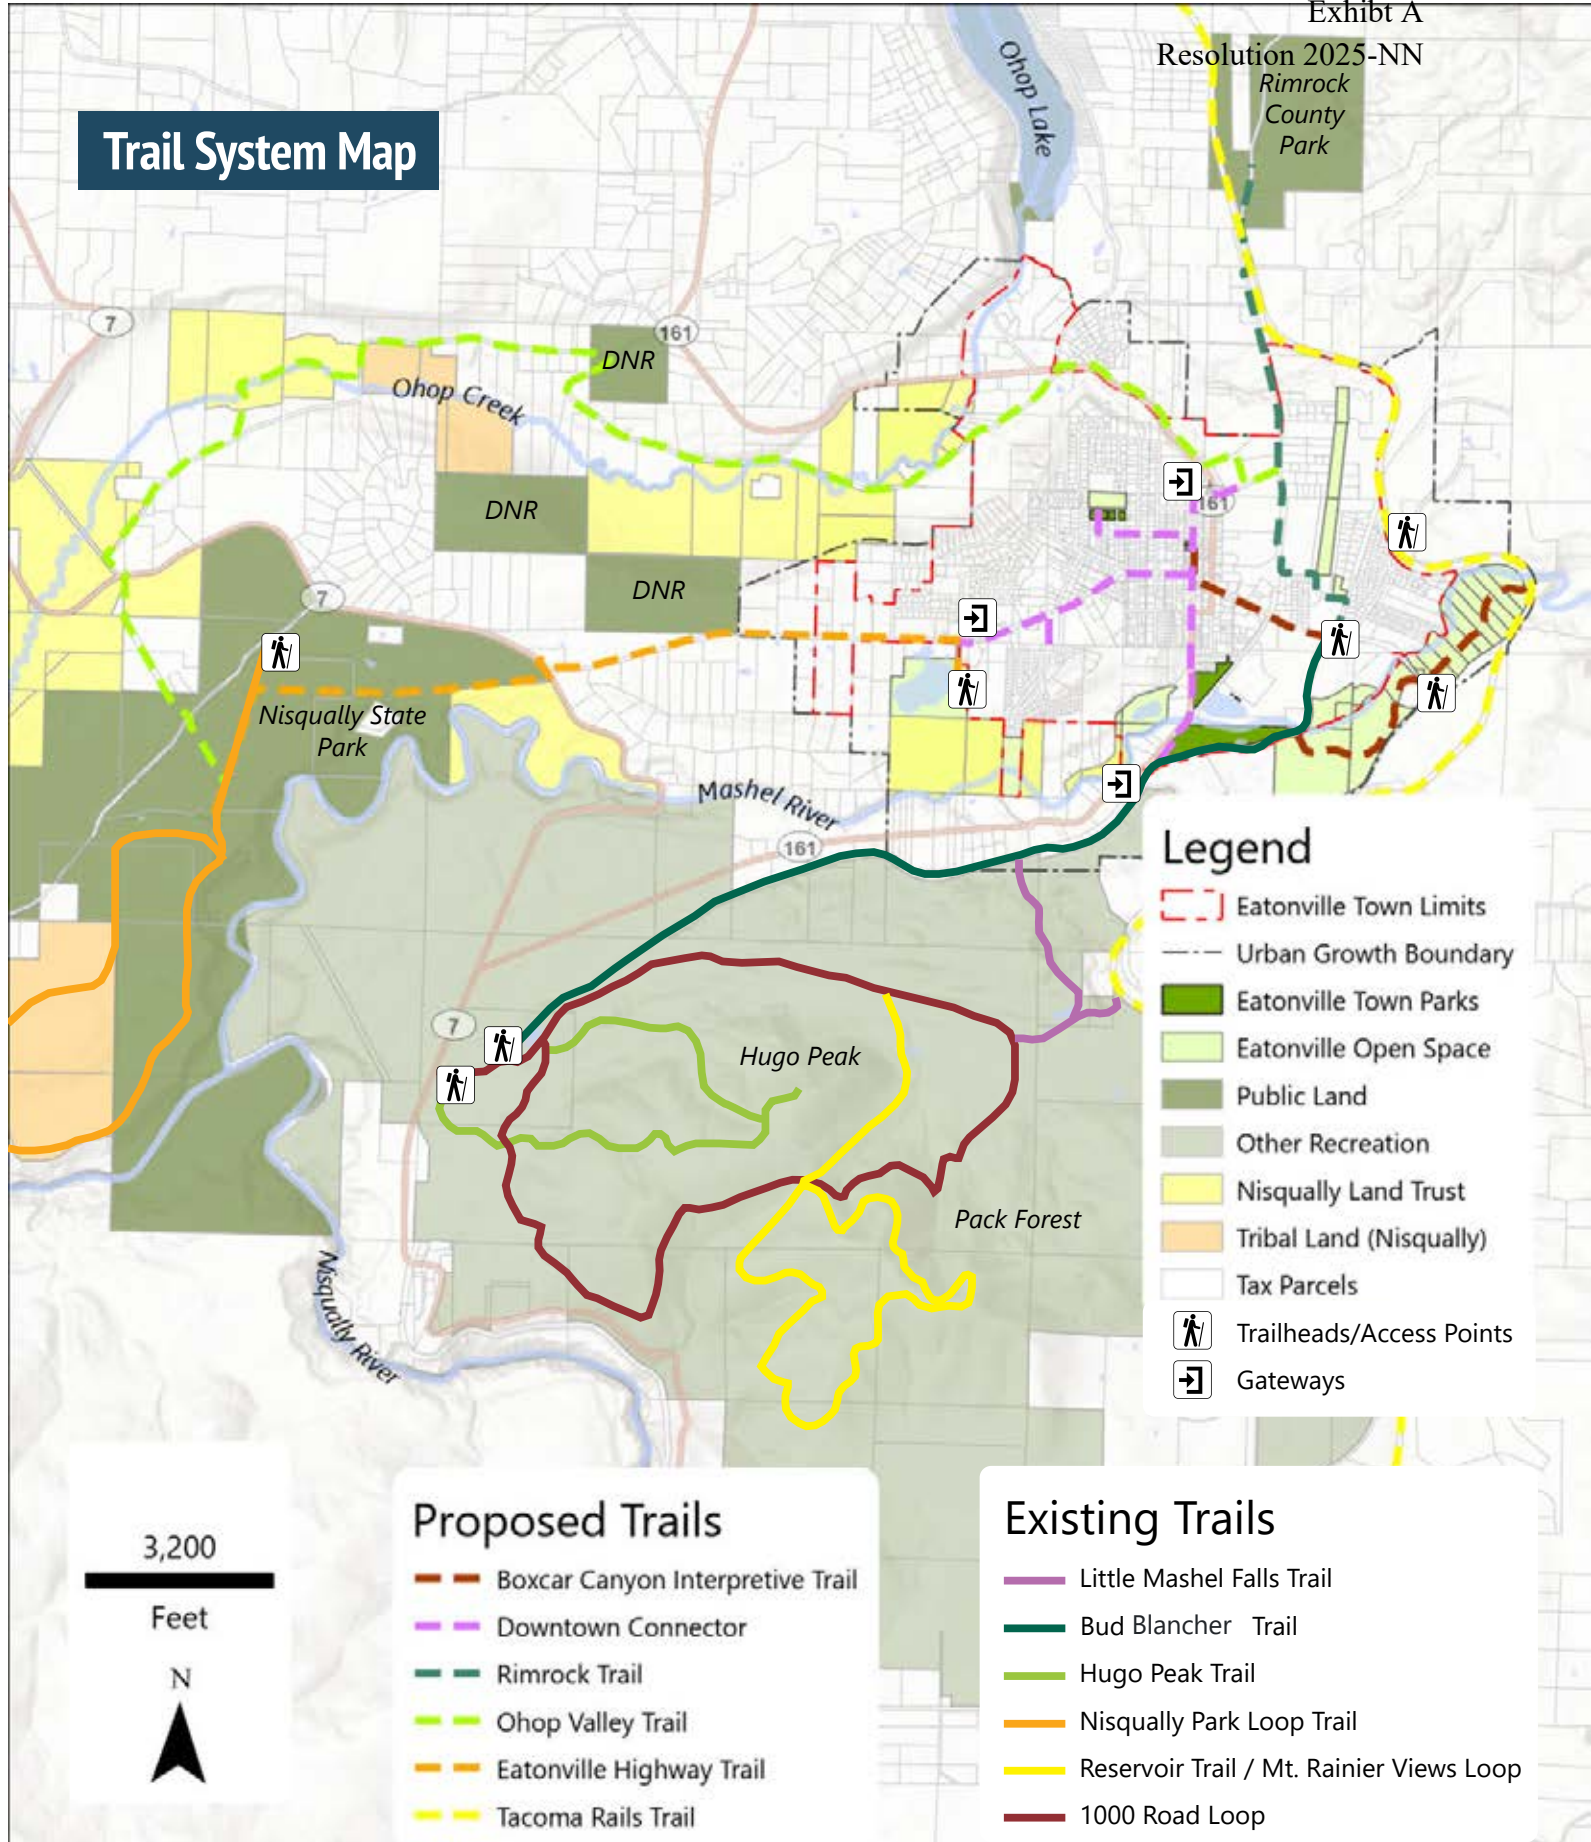 Exhibt A
Resolution 2025-NN
Trail System Map
Ohop Lake
Rimrock
County
Park
7
161
DNR
Ohop Creek
161
DNR
DNR
7
Nisqually State
Park
Mashel River
161
7
Hugo Peak
Pack Forest
Nisqually River
Legend
Eatonville Town Limits
Urban Growth Boundary
Eatonville Town Parks
Eatonville Open Space
Public Land
Other Recreation
Nisqually Land Trust
Tribal Land (Nisqually)
Tax Parcels
Trailheads/Access Points
Gateways
3,200
Feet
N
Proposed Trails
Boxcar Canyon Interpretive Trail
Downtown Connector
Rimrock Trail
Ohop Valley Trail
Eatonville Highway Trail
Tacoma Rails Trail
Existing Trails
Little Mashel Falls Trail
Bud Blancher Trail
Hugo Peak Trail
Nisqually Park Loop Trail
Reservoir Trail / Mt. Rainier Views Loop
1000 Road Loop